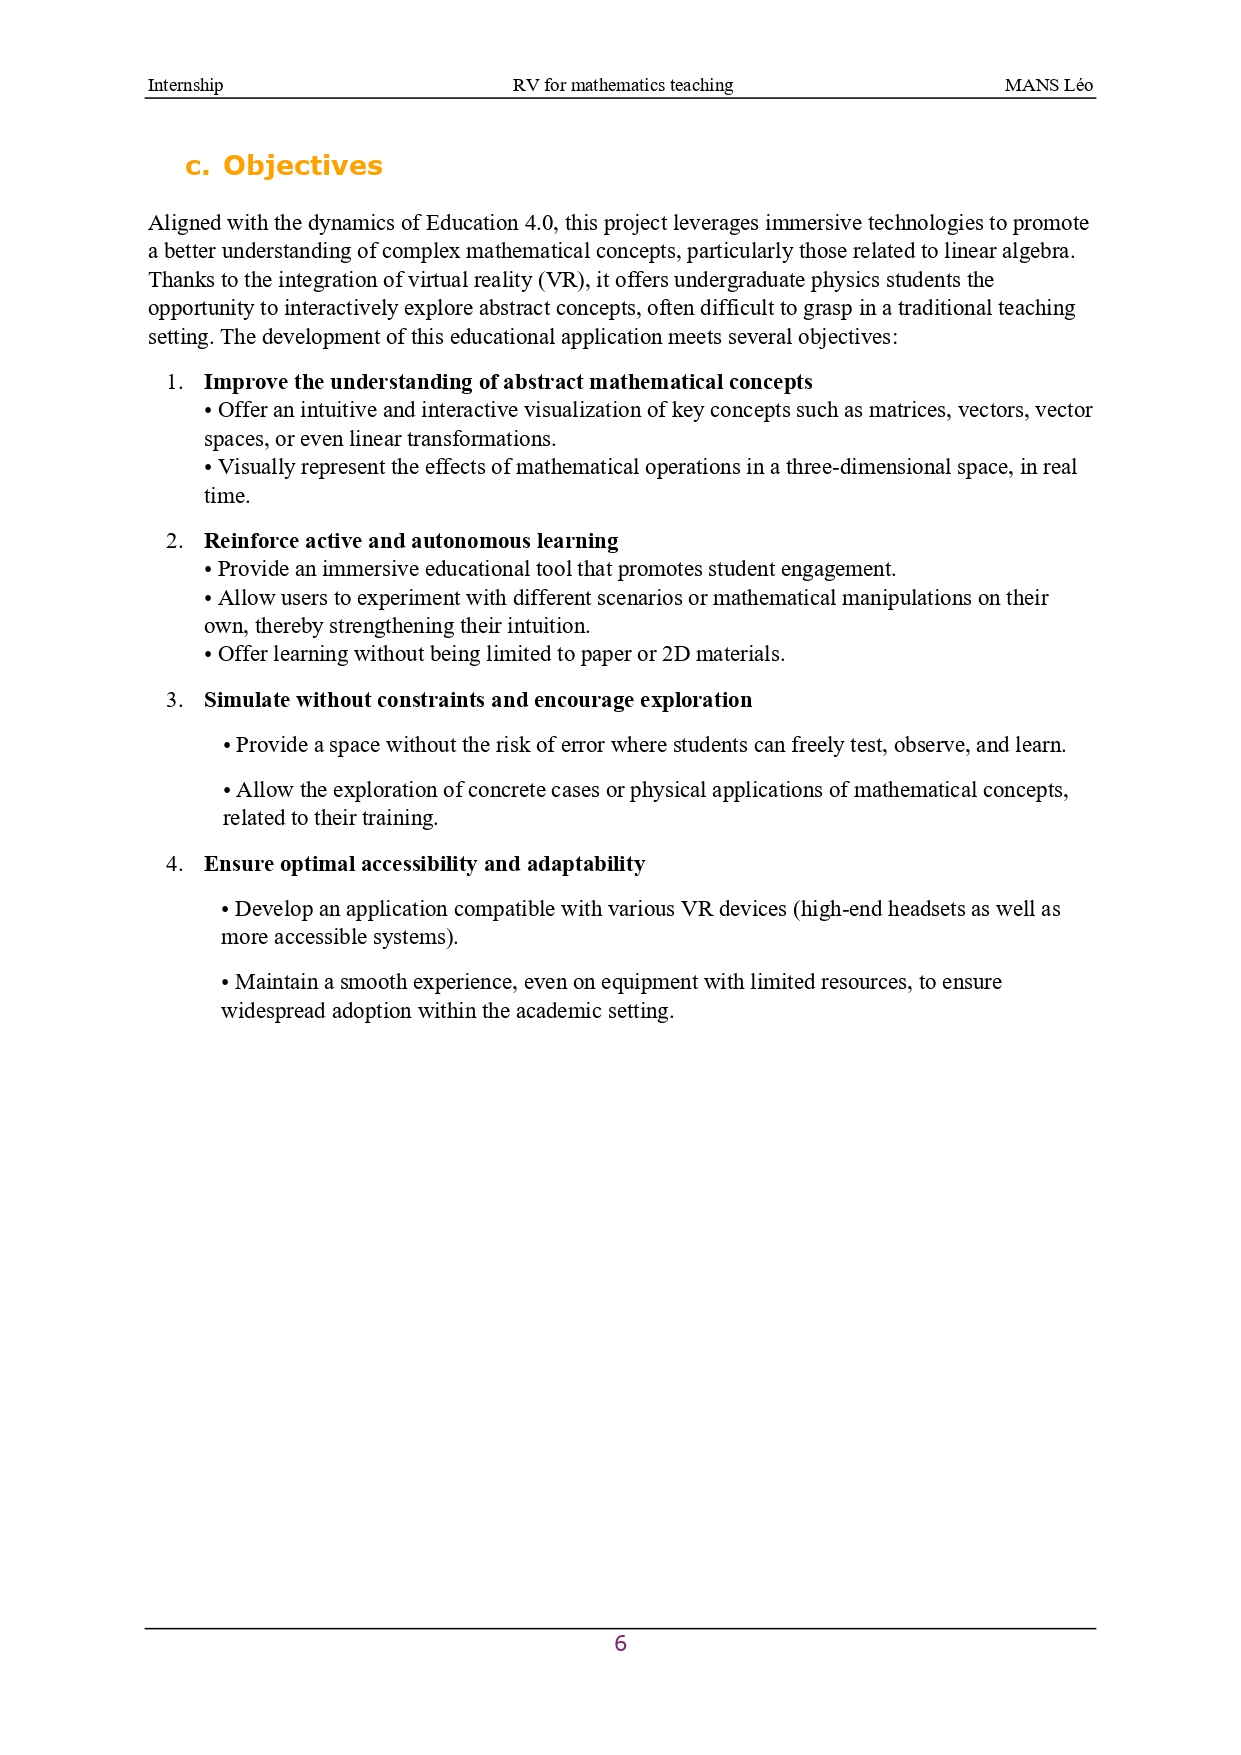 Internship RV for mathematics teaching MANS Léo
c. Objectives
Aligned with the dynamics of Education 4.0, this project leverages immersive technologies to promote
a better understanding of complex mathematical concepts, particularly those related to linear algebra.
Thanks to the integration of virtual reality (VR), it offers undergraduate physics students the
opportunity to interactively explore abstract concepts, often difficult to grasp in a traditional teaching
setting. The development of this educational application meets several objectives:
1. Improve the understanding of abstract mathematical concepts
• Offer an intuitive and interactive visualization of key concepts such as matrices, vectors, vector
spaces, or even linear transformations.
• Visually represent the effects of mathematical operations in a three-dimensional space, in real
time.
2. Reinforce active and autonomous learning
• Provide an immersive educational tool that promotes student engagement.
• Allow users to experiment with different scenarios or mathematical manipulations on their
own, thereby strengthening their intuition.
• Offer learning without being limited to paper or 2D materials.
3. Simulate without constraints and encourage exploration
• Provide a space without the risk of error where students can freely test, observe, and learn.
• Allow the exploration of concrete cases or physical applications of mathematical concepts,
related to their training.
4. Ensure optimal accessibility and adaptability
• Develop an application compatible with various VR devices (high-end headsets as well as
more accessible systems).
• Maintain a smooth experience, even on equipment with limited resources, to ensure
widespread adoption within the academic setting.
6